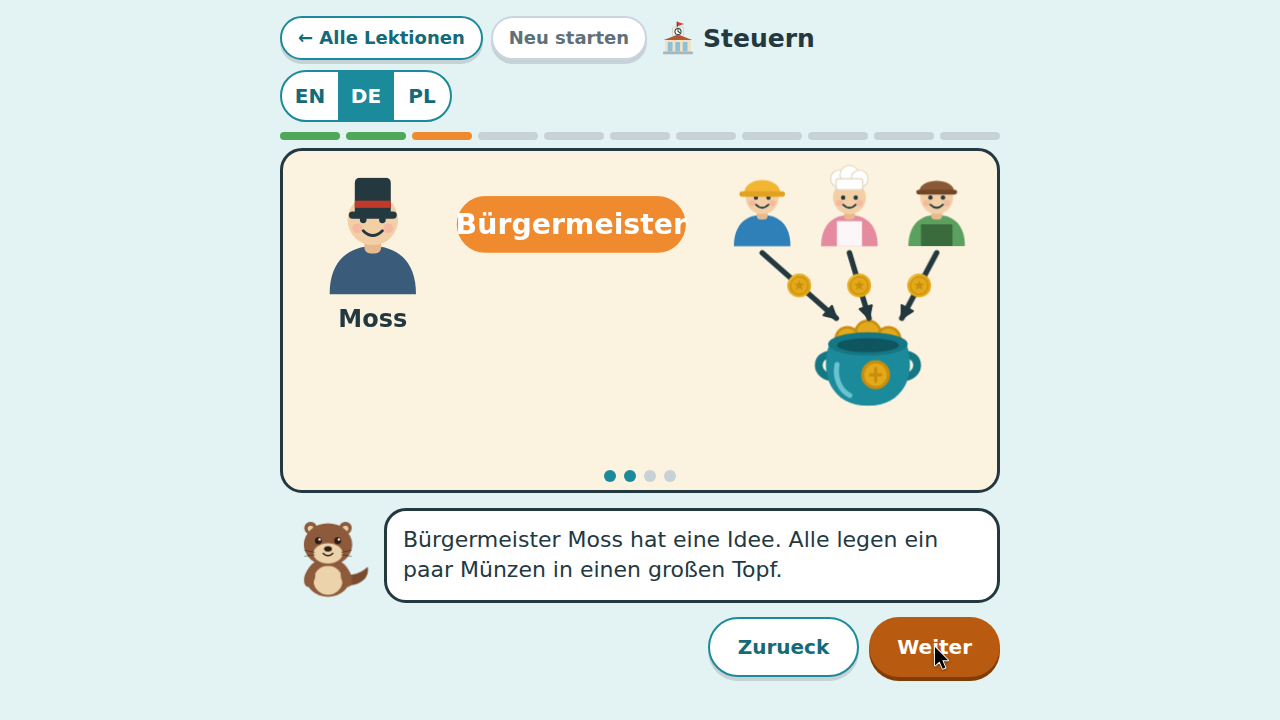 ← Alle Lektionen
Neu starten
Steuern
EN DE PL
Bürgermeister
Moss
Bürgermeister Moss hat eine Idee. Alle legen ein
paar Münzen in einen großen Topf.
Zurueck
Weiter